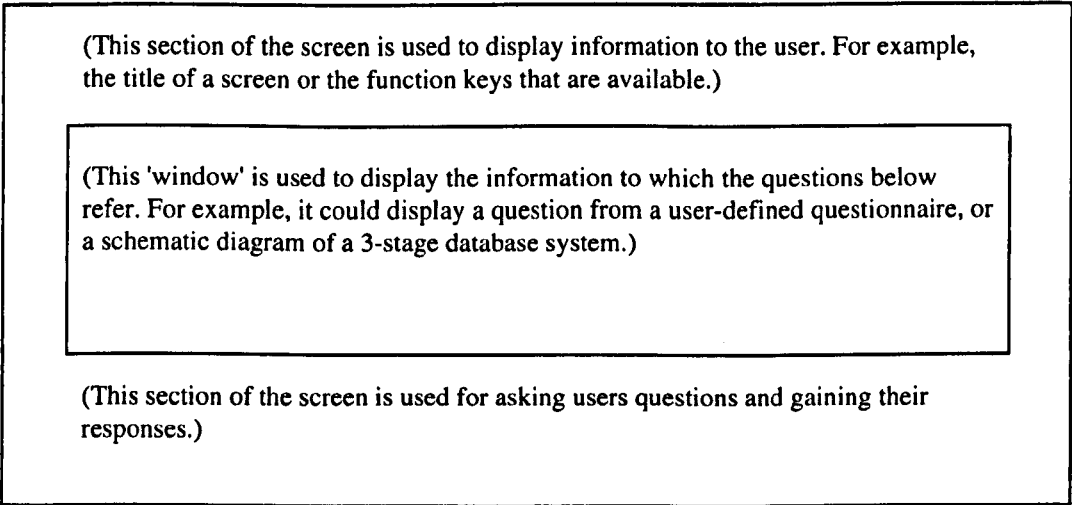 (This section of the screen is used to display information to the user. For example,
the title of a screen or the function keys that are available.)
(This 'window' is used to display the information to which the questions below
refer. For example, it could display a question from a user-defined questionnaire, or
a schematic diagram of a 3-stage database system.)
(This section of the screen is used for asking users questions and gaining their
responses.)